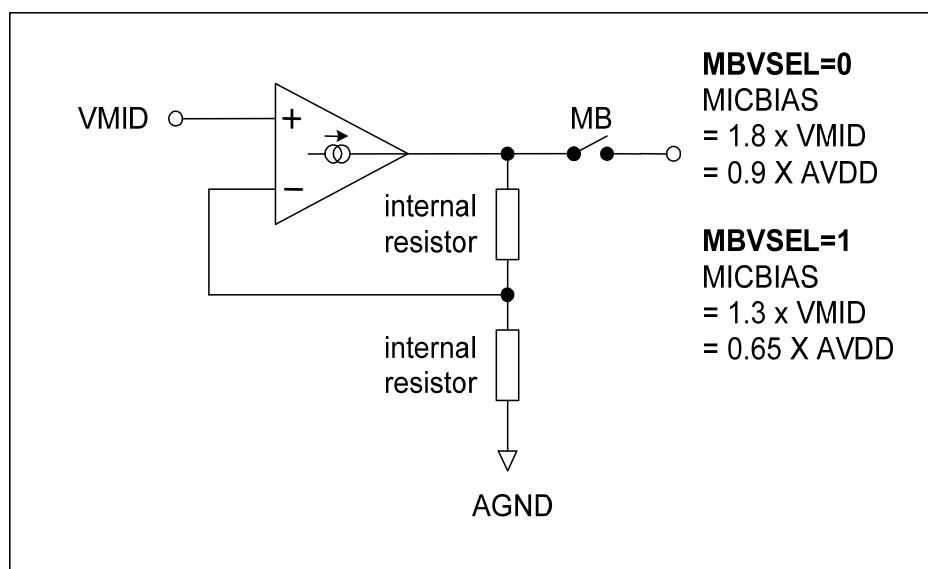 VMID
+
−
MB
internal
resistor
internal
resistor
AGND
MBVSEL=0
MICBIAS
= 1.8 x VMID
= 0.9 X AVDD
MBVSEL=1
MICBIAS
= 1.3 x VMID
= 0.65 X AVDD